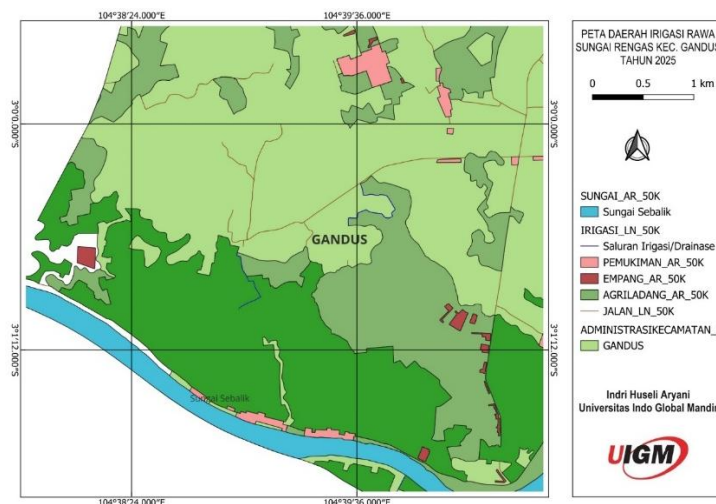 104°38'24.000"E 104°39'36.000"E
3°0'0.000"S 3°0'0.000"S
GANDUS
3°1'12.000"S 3°1'12.000"S
Sungai Sebalik
104°38'24.000"E 104°39'36.000"E
PETA DAERAH IRIGASI RAWA
SUNGAI RENGAS KEC. GANDUS
TAHUN 2025
0 0.5 1 km
SUNGAI_AR_50K
Sungai Sebalik
IRIGASI_LN_50K
Saluran Irigasi/Drainase
PEMUKIMAN_AR_50K
EMPANG_AR_50K
AGRILADANG_AR_50K
JALAN_LN_50K
ADMINISTRASIKECAMATAN_
GANDUS
Indri Huseli Aryani
Universitas Indo Global Mandiri
UIGM